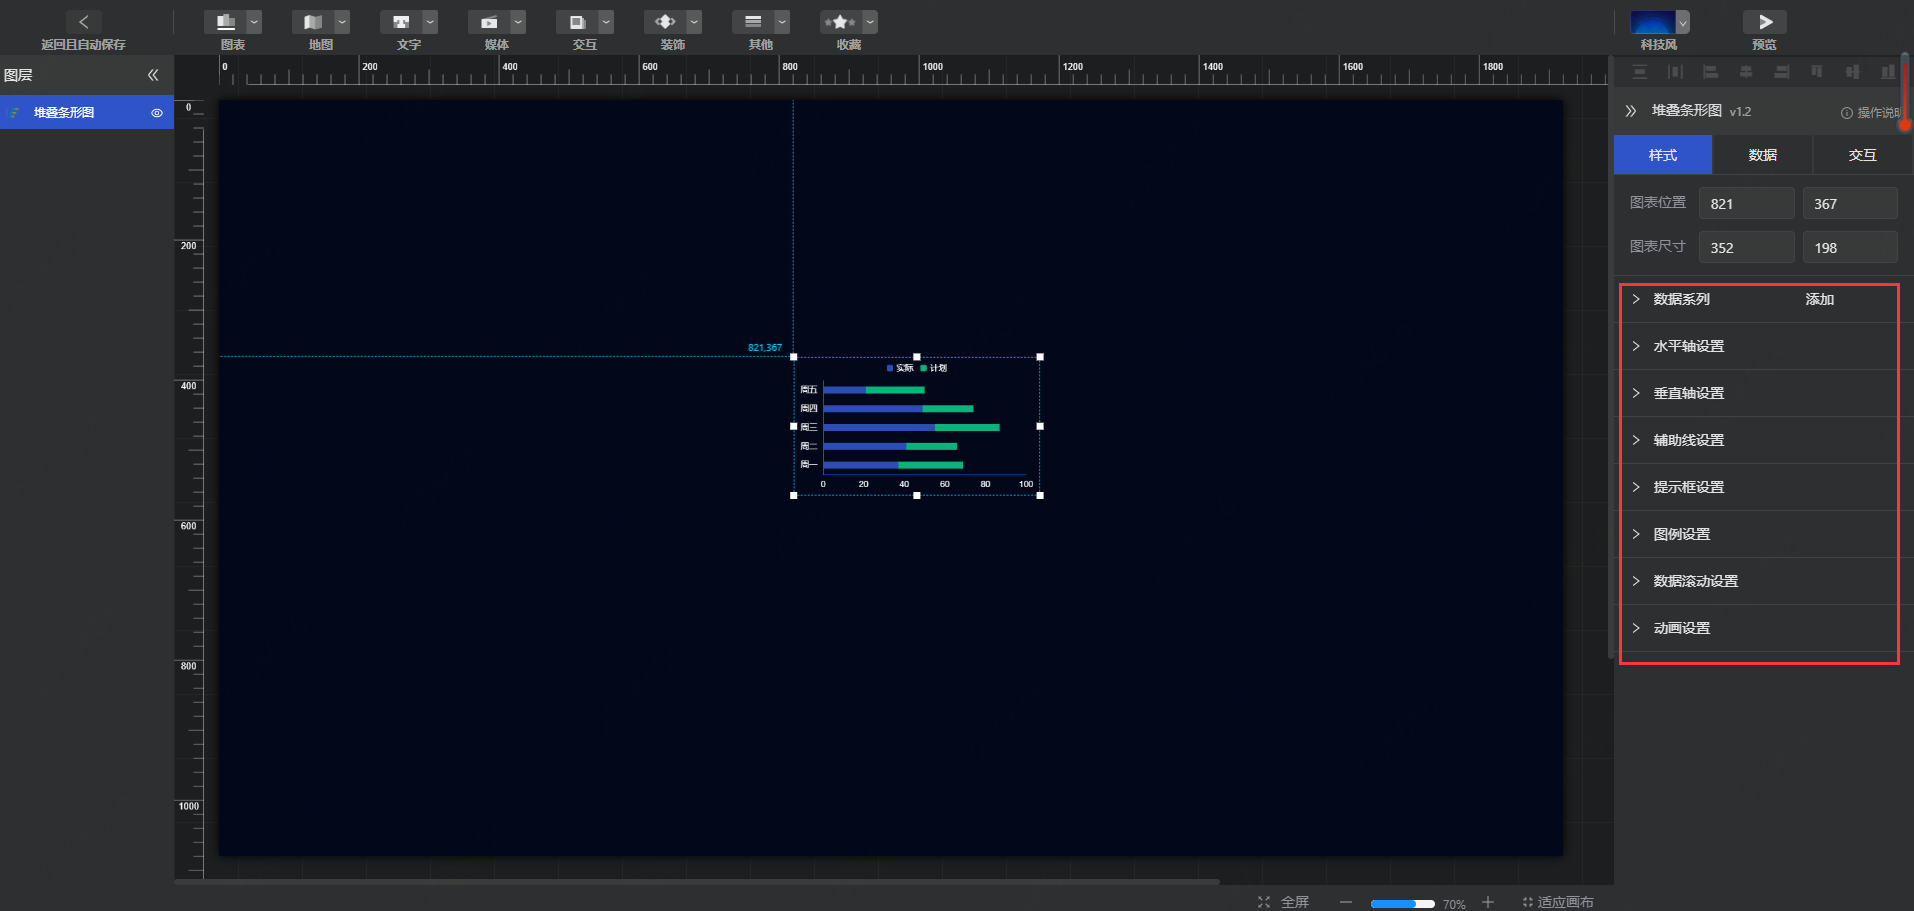 返回且自动保存
图表
地图
文字
媒体
交互
装饰
其他
收藏
科技风
预览
图层
堆叠条形图
0 200 400 600 800 1000 1200 1400 1600 1800
0
200
400
600
800
1000
821,367
实际 计划
周五
周四
周三
周二
周一
0 20 40 60 80 100
堆叠条形图 v1.2
操作说明
样式 数据 交互
图表位置 821 367
图表尺寸 352 198
数据系列 添加
水平轴设置
垂直轴设置
辅助线设置
提示框设置
图例设置
数据滚动设置
动画设置
全屏 70% 适应画布